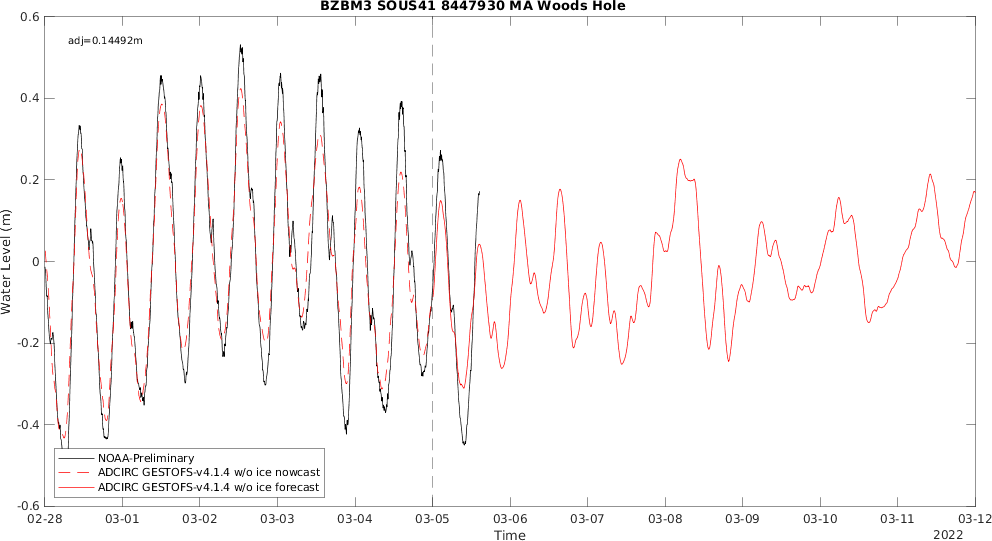 BZBM3 SOUS41 8447930 MA Woods Hole
adj=0.14492m
Water Level (m)
0.6
0.4
0.2
0
-0.2
-0.4
-0.6
NOAA-Preliminary
ADCIRC GESTOFS-v4.1.4 w/o ice nowcast
ADCIRC GESTOFS-v4.1.4 w/o ice forecast
02-28 03-01 03-02 03-03 03-04 03-05 03-06 03-07 03-08 03-09 03-10 03-11 03-12
Time
2022